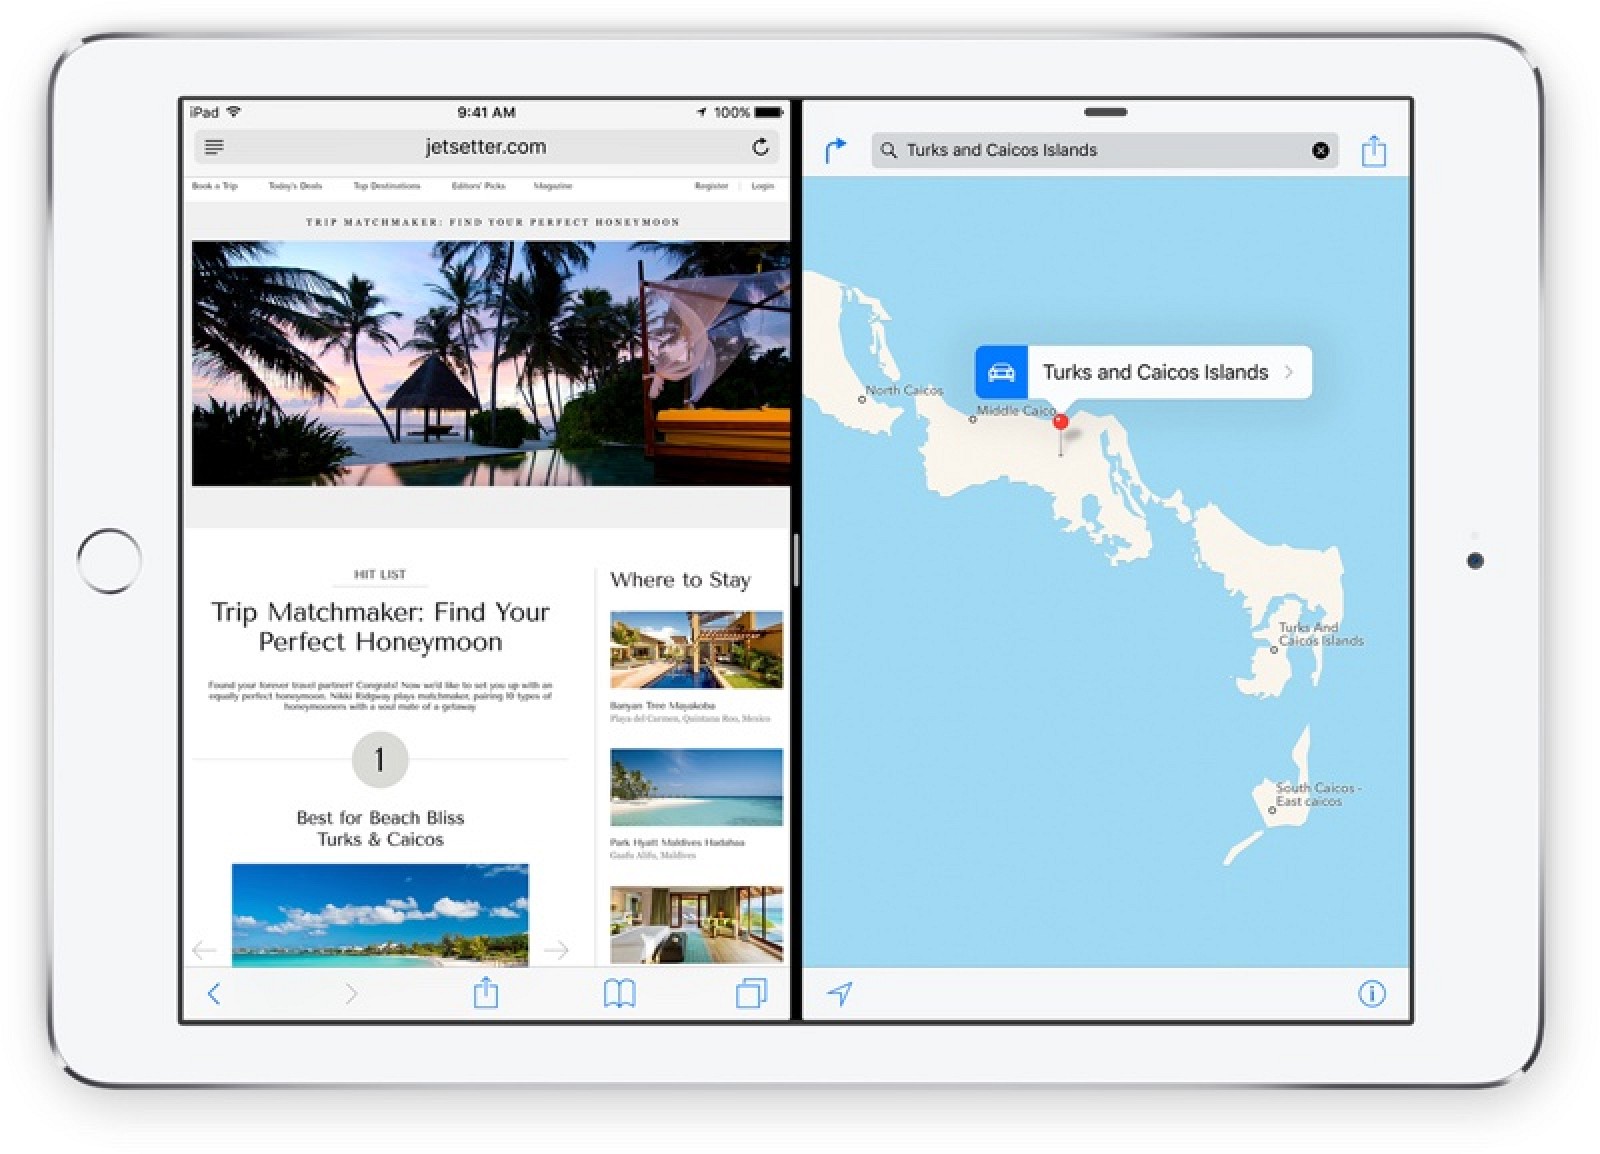 iPad
9:41 AM
100%
jetsetter.com
Book a Trip
Today's Deals
Top Destinations
Editors' Picks
Magazine
Register
Login
TRIP MATCHMAKER: FIND YOUR PERFECT HONEYMOON
HIT LIST
Trip Matchmaker: Find Your
Perfect Honeymoon
Found your forever travel partner? Congrats! Now we'd like to set you up with an
equally perfect honeymoon. Nikki Ridgway plays matchmaker, pairing 10 types of
honeymooners with a soul mate of a getaway
1
Best for Beach Bliss
Turks & Caicos
Where to Stay
Banyan Tree Mayakoba
Playa del Carmen, Quintana Roo, Mexico
Park Hyatt Maldives Hadahaa
Gaafu Alifu, Maldives
Turks and Caicos Islands
Turks and Caicos Islands
North Caicos
Middle Caico
Turks And
Caicos Islands
South Caicos -
East caicos